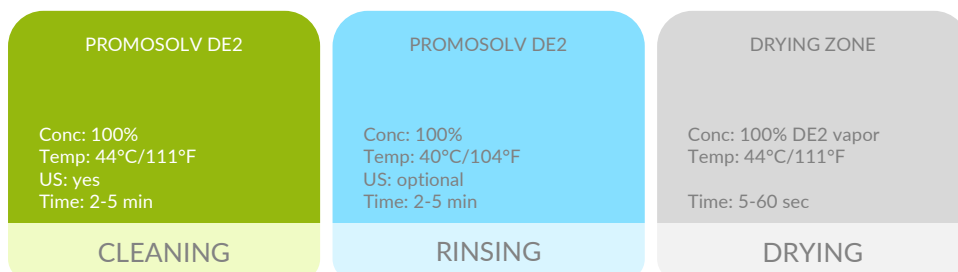 PROMOSOLV DE2
Conc: 100%
Temp: 44°C/111°F
US: yes
Time: 2-5 min
CLEANING
PROMOSOLV DE2
Conc: 100%
Temp: 40°C/104°F
US: optional
Time: 2-5 min
RINSING
DRYING ZONE
Conc: 100% DE2 vapor
Temp: 44°C/111°F
Time: 5-60 sec
DRYING